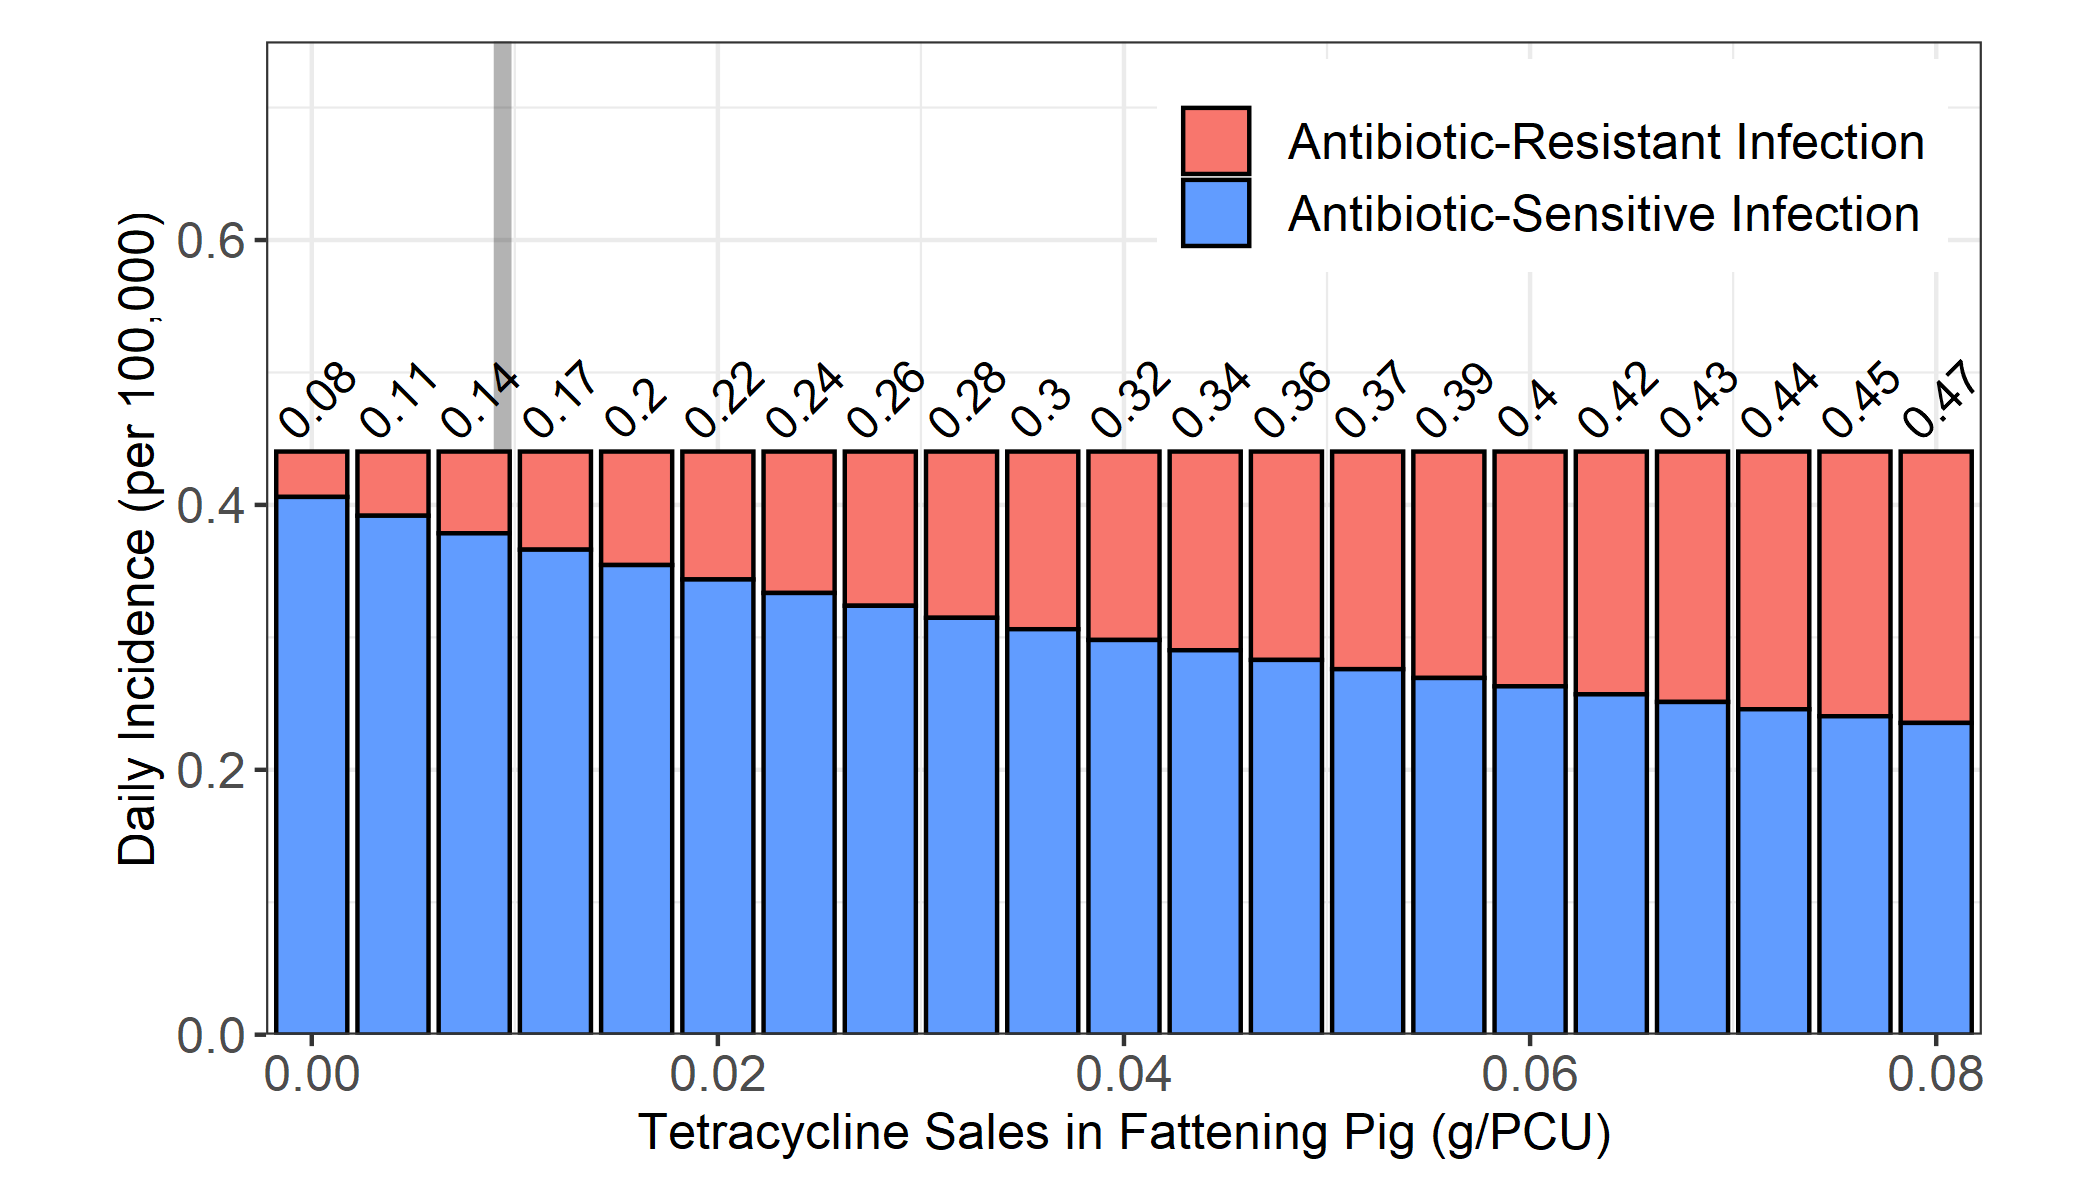 Antibiotic-Resistant Infection
Antibiotic-Sensitive Infection
Daily Incidence (per 100,000)
0.6
0.4
0.2
0.0
0.08 0.11 0.14 0.17 0.2 0.22 0.24 0.26 0.28 0.3 0.32 0.34 0.36 0.37 0.39 0.4 0.42 0.43 0.44 0.45 0.47
0.00 0.02 0.04 0.06 0.08
Tetracycline Sales in Fattening Pig (g/PCU)